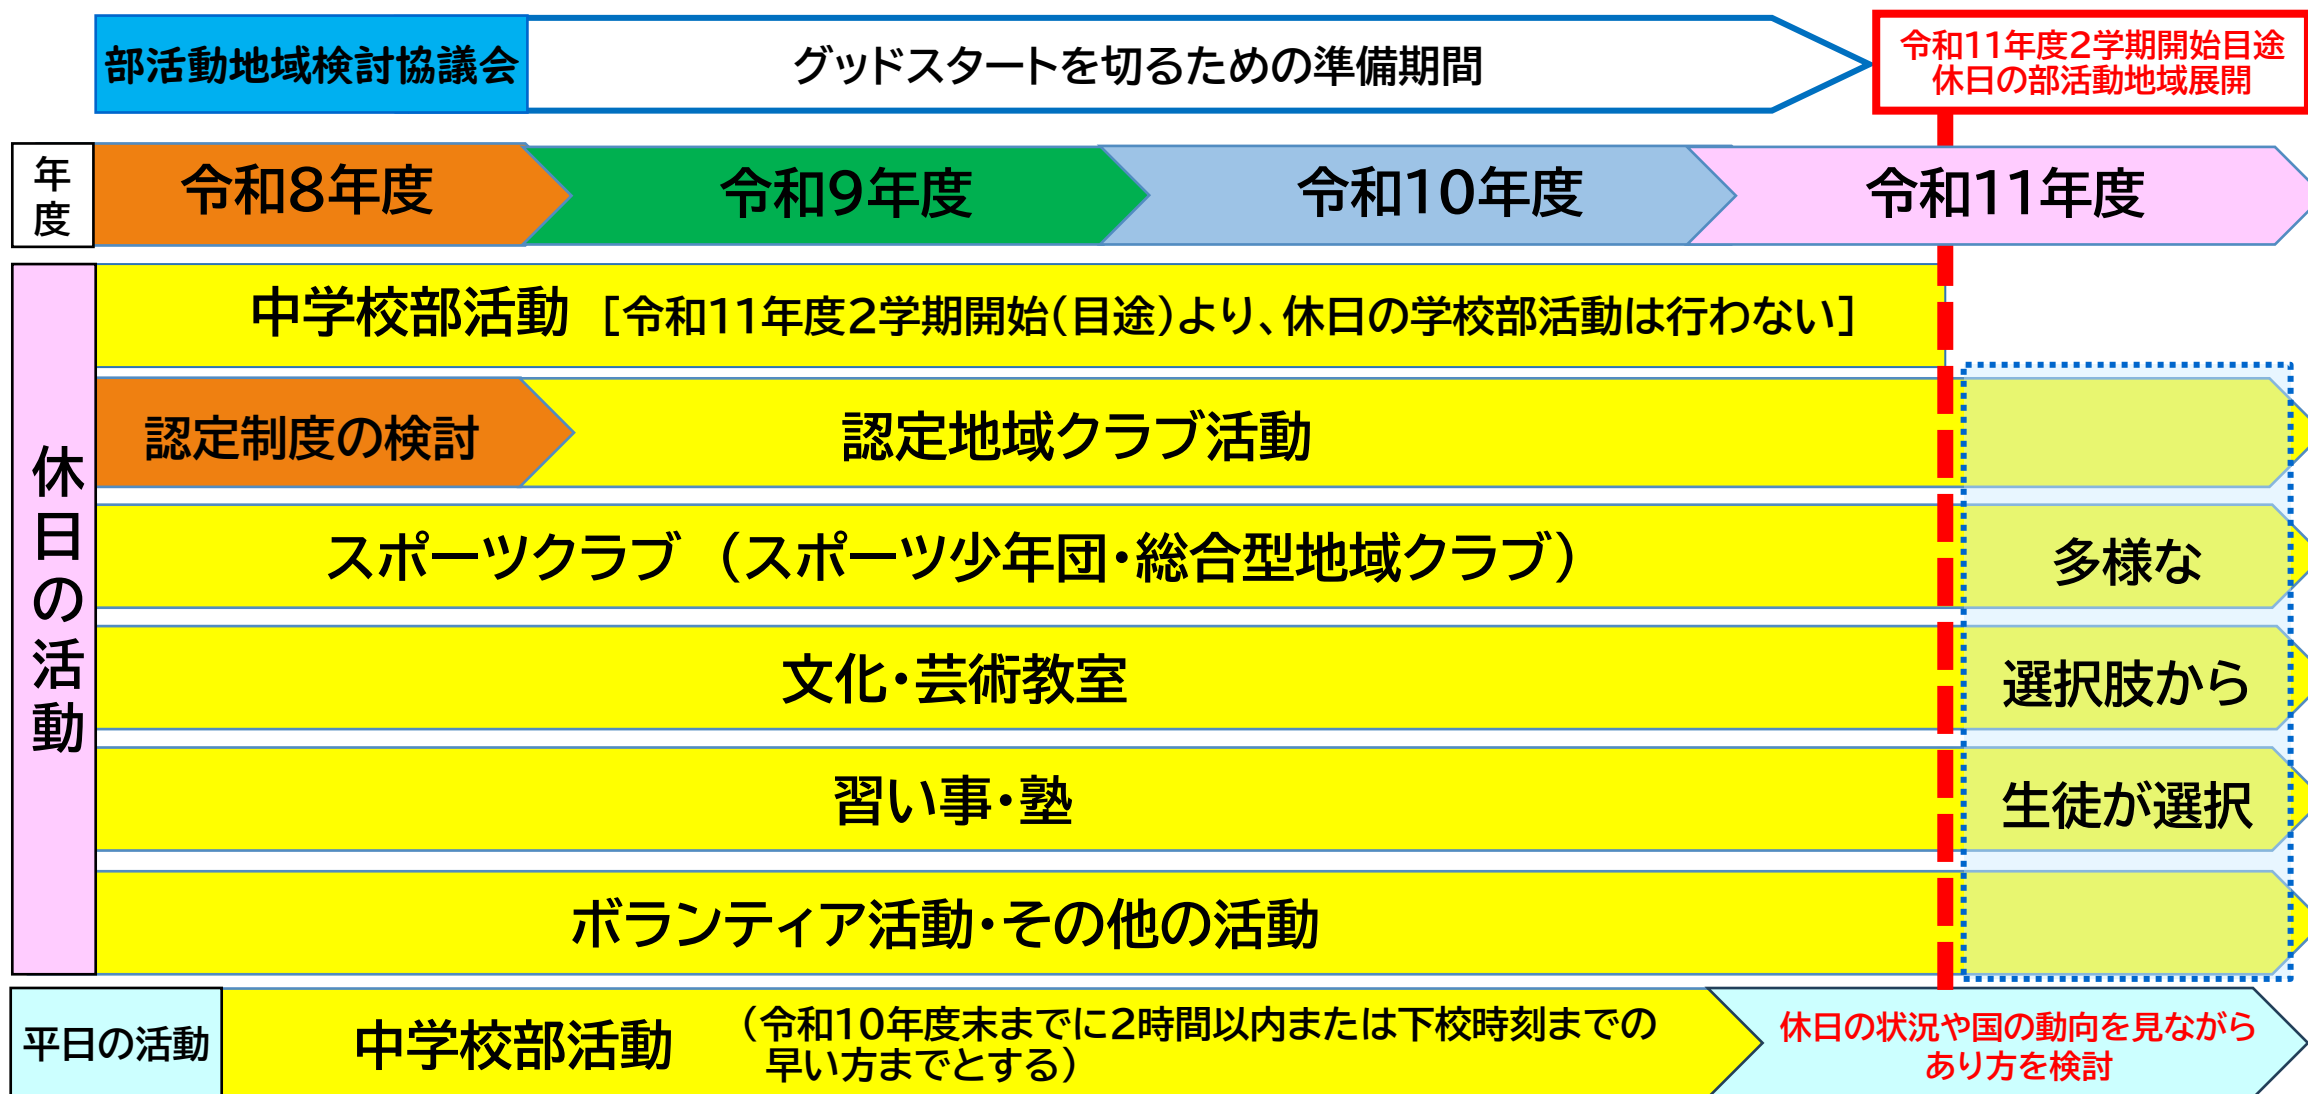 部活動地域検討協議会
グッドスタートを切るための準備期間
令和11年度2学期開始目途
休日の部活動地域展開
年度
令和8年度
令和9年度
令和10年度
令和11年度
休日の活動
中学校部活動 [令和11年度2学期開始(目途)より、休日の学校部活動は行わない]
認定制度の検討
認定地域クラブ活動
スポーツクラブ (スポーツ少年団・総合型地域クラブ)
文化・芸術教室
習い事・塾
ボランティア活動・その他の活動
多様な
選択肢から
生徒が選択
平日の活動
中学校部活動
(令和10年度末までに2時間以内または下校時刻までの
早い方までとする)
休日の状況や国の動向を見ながら
あり方を検討